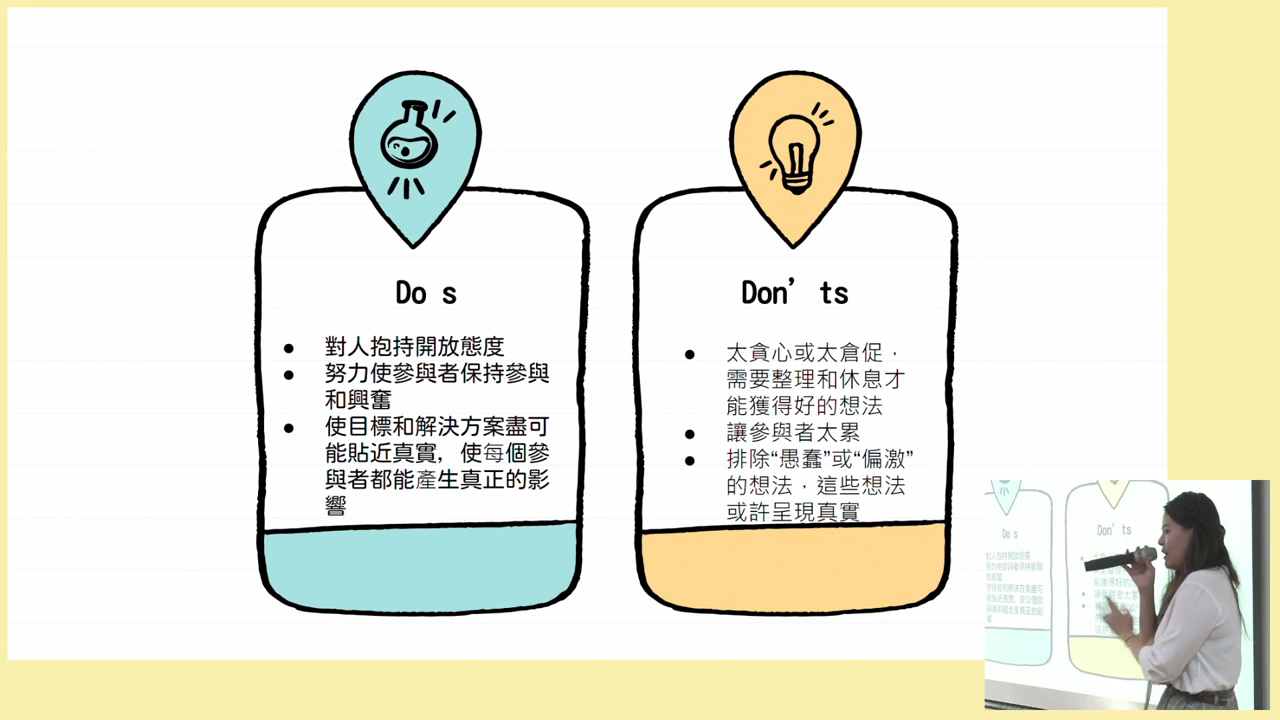 Do s
對人抱持開放態度
努力使參與者保持參與
和興奮
使目標和解決方案盡可
能貼近真實，使每個參
與者都能產生真正的影
響
Don’ts
太貪心或太倉促，
需要整理和休息才
能獲得好的想法
讓參與者太累
排除“愚蠢”或“偏激”
的想法，這些想法
或許呈現真實
Do s
Don’ts